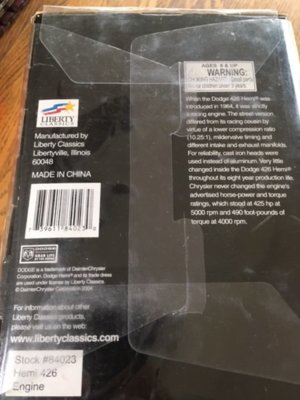 AGES 8 & UP
WARNING:
When the Dodge 426 Hemi® was
introduced in 1964, it was strictly
a racing engine. The street version
differed from its racing cousin by
virtue of a lower compression ratio
(10.25:1), milder valve timing and
different intake and exhaust manifolds.
For reliability, cast iron heads were
used instead of aluminum. Very little
changed inside the Dodge 426 Hemi®
throughout its eight year production life.
Chrysler never changed the engine's
advertised horse-power and torque
ratings, which stood at 425 hp at
5000 rpm and 490 foot-pounds of
torque at 4000 rpm.
LIBERTY
CLASSICS
Manufactured by
Liberty Classics
Libertyville, Illinois
60048
MADE IN CHINA
84023
DODGE
DODGE is a trademark of DaimlerChrysler
Corporation. Dodge Hemi® and its trade dress
are used under license by Liberty Classics.
© DaimlerChrysler Corporation 2004
For information about other
Liberty Classics products,
please visit us on the web:
www.libertyclassics.com
Stock #84023
Hemi 426
Engine